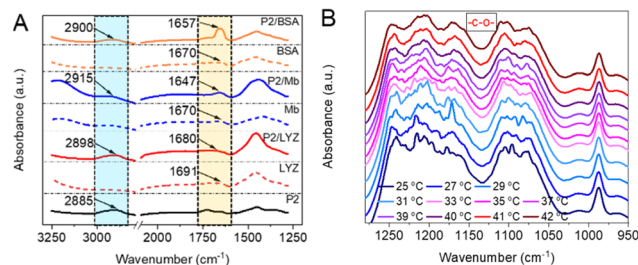 A
2900
1657
P2/BSA
1670
BSA
2915
1647
P2/Mb
1670
Mb
2898
1680
P2/LYZ
1691
LYZ
2885
P2
Absorbance (a.u.)
3250 3000 2000 1750 1500 1250
Wavenumber (cm⁻¹)
B
-C-O-
Absorbance (a.u.)
25 °C 27 °C 29 °C
31 °C 33 °C 35 °C 37 °C
39 °C 40 °C 41 °C 42 °C
1250 1200 1150 1100 1050 1000 950
Wavenumber (cm⁻¹)